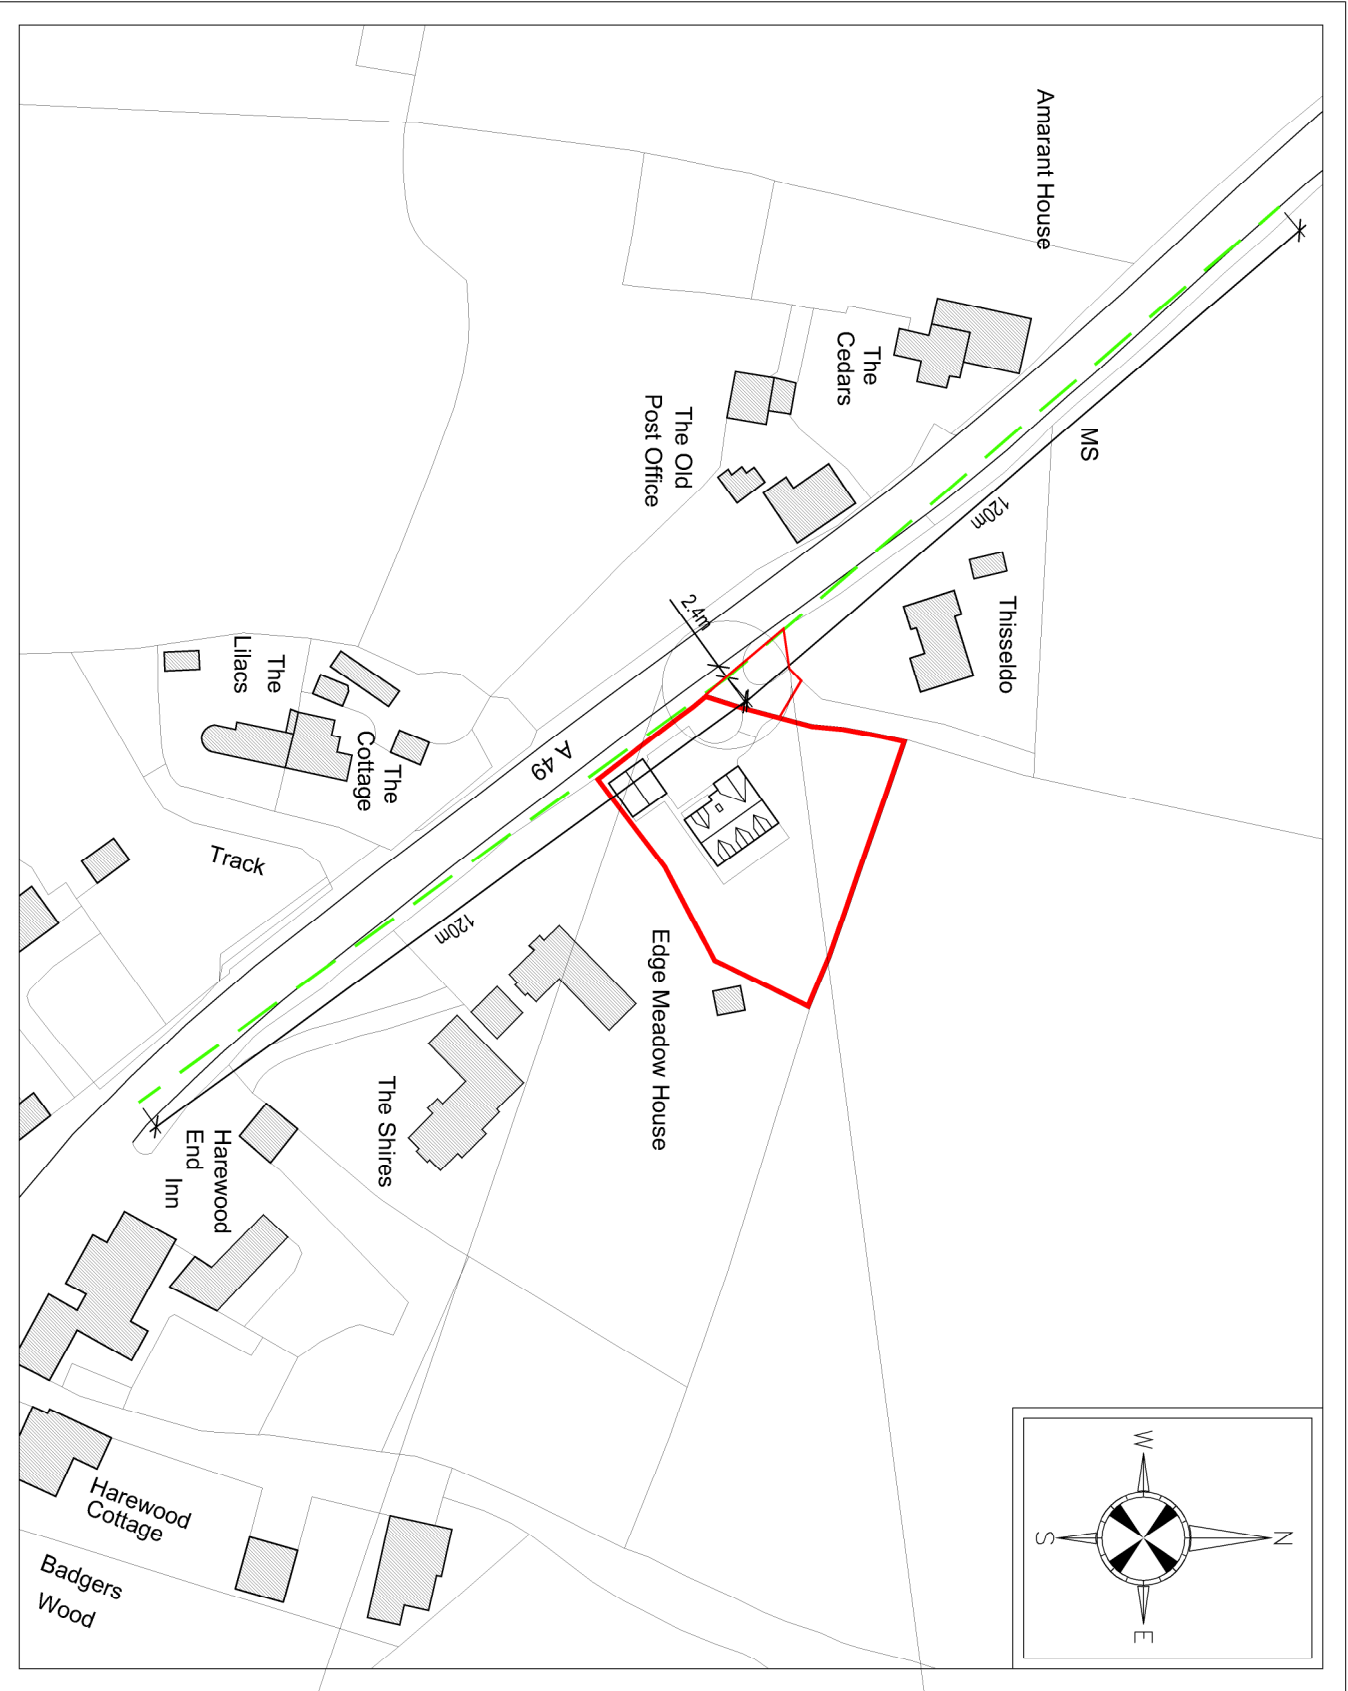 Amarant House
MS
The
Cedars
The Old
Post Office
120m
Thisseldo
2.4m
The
Lilacs
The
Cottage
A 49
Track
120m
Edge Meadow House
The Shires
Harewood
End
Inn
Harewood
Cottage
Badgers
Wood
N
W
E
S